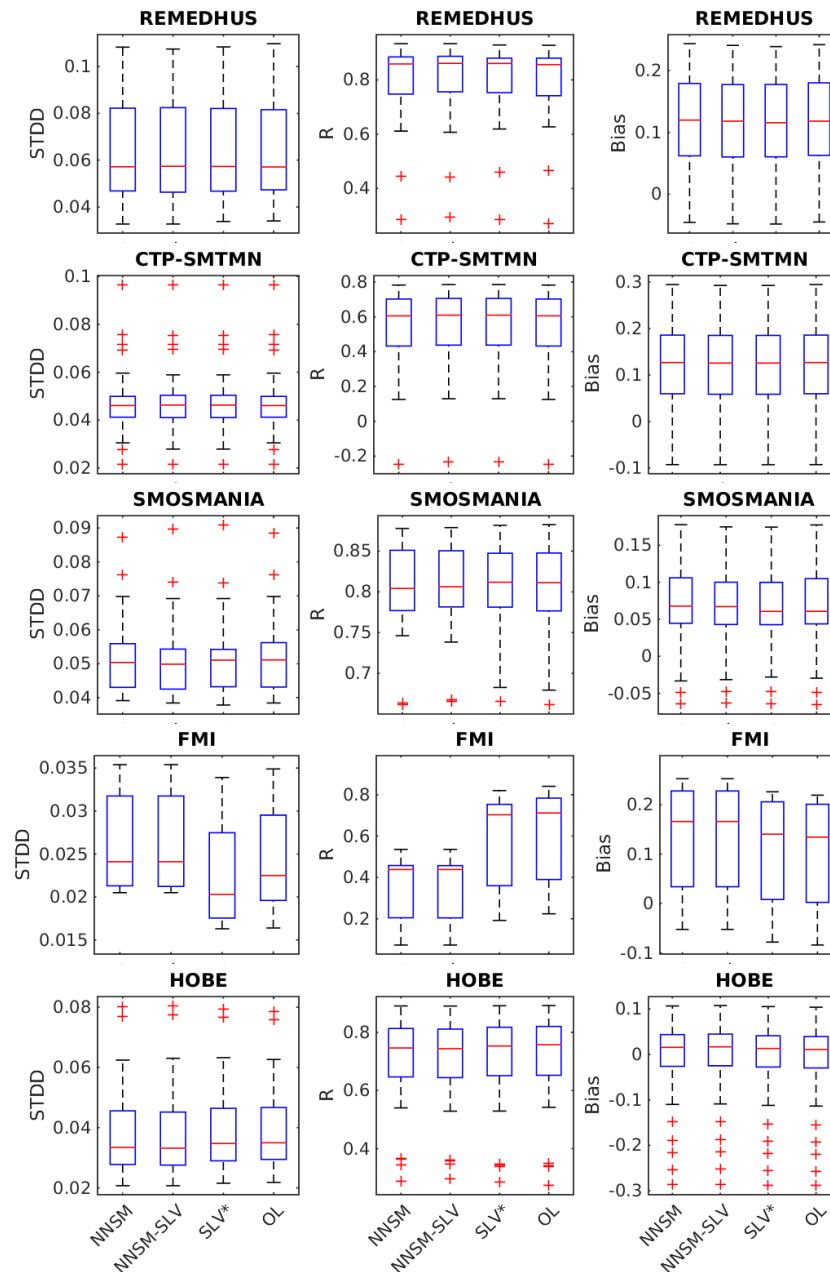 REMEDHUS REMEDHUS REMEDHUS
STDD 0.1 0.08 0.06 0.04
R 0.8 0.6 0.4
Bias 0.2 0.1 0
CTP-SMTMN CTP-SMTMN CTP-SMTMN
STDD 0.1 0.08 0.06 0.04 0.02
R 0.8 0.6 0.4 0.2 0 -0.2
Bias 0.3 0.2 0.1 0 -0.1
SMOSMANIA SMOSMANIA SMOSMANIA
STDD 0.09 0.08 0.07 0.06 0.05 0.04
R 0.85 0.8 0.75 0.7
Bias 0.15 0.1 0.05 0 -0.05
FMI FMI FMI
STDD 0.035 0.03 0.025 0.02 0.015
R 0.8 0.6 0.4 0.2
Bias 0.2 0.1 0 -0.1
HOBE HOBE HOBE
STDD 0.08 0.06 0.04 0.02
R 0.8 0.6 0.4
Bias 0.1 0 -0.1 -0.2 -0.3
NNSM NNSM-SLV SLV* OL
NNSM NNSM-SLV SLV* OL
NNSM NNSM-SLV SLV* OL